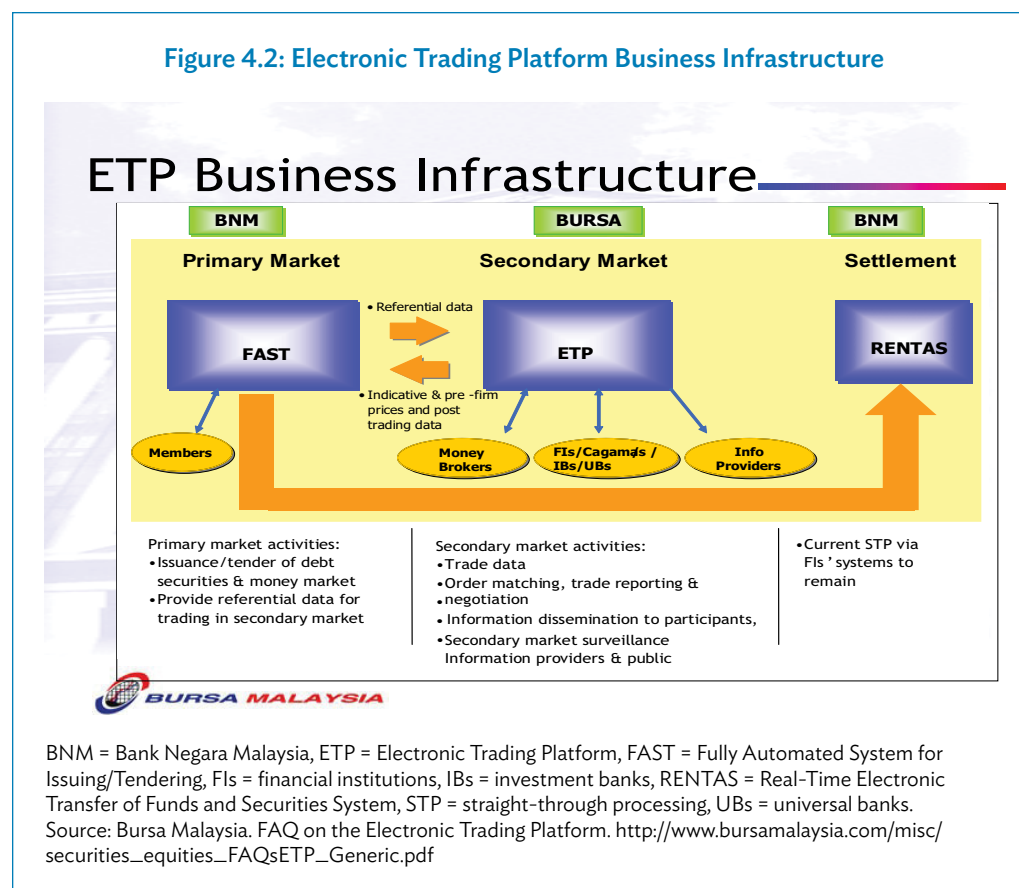 Figure 4.2: Electronic Trading Platform Business Infrastructure
ETP Business Infrastructure
BNM
BURSA
BNM
Primary Market
Secondary Market
Settlement
FAST
• Referential data
• Indicative & pre -firm
prices and post
trading data
ETP
RENTAS
Members
Money
Brokers
FIs/Cagamas /
IBs/UBs
Info
Providers
Primary market activities:
•Issuance/tender of debt
securities & money market
•Provide referential data for
trading in secondary market
Secondary market activities:
•Trade data
•Order matching, trade reporting &
•negotiation
• Information dissemination to participants,
•Secondary market surveillance
Information providers & public
•Current STP via
FIs ’ systems to
remain
BURSA MALAYSIA
BNM = Bank Negara Malaysia, ETP = Electronic Trading Platform, FAST = Fully Automated System for
Issuing/Tendering, FIs = financial institutions, IBs = investment banks, RENTAS = Real-Time Electronic
Transfer of Funds and Securities System, STP = straight-through processing, UBs = universal banks.
Source: Bursa Malaysia. FAQ on the Electronic Trading Platform. http://www.bursamalaysia.com/misc/
securities_equities_FAQsETP_Generic.pdf